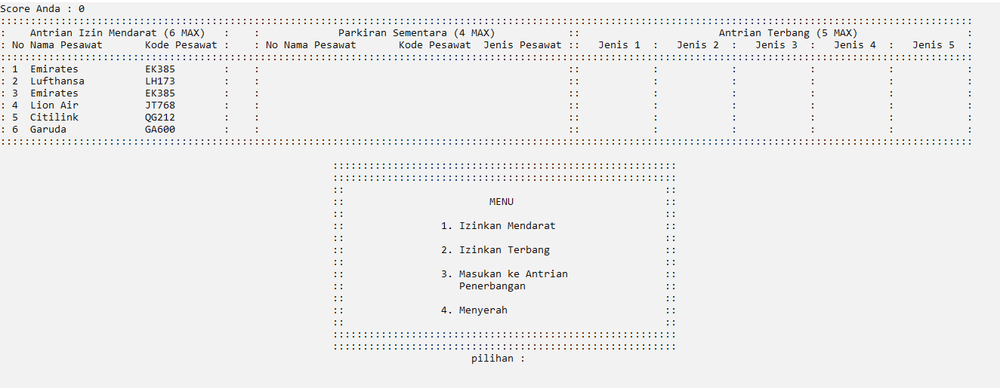 Score Anda : 0
: Antrian Izin Mendarat (6 MAX) : : Parkiran Sementara (4 MAX) :: Antrian Terbang (5 MAX) :
: No Nama Pesawat Kode Pesawat : : No Nama Pesawat Kode Pesawat Jenis Pesawat :: Jenis 1 : Jenis 2 : Jenis 3 : Jenis 4 : Jenis 5 :
: 1 Emirates EK385 : : :: : : : : :
: 2 Lufthansa LH173 : : :: : : : : :
: 3 Emirates EK385 : : :: : : : : :
: 4 Lion Air JT768 : : :: : : : : :
: 5 Citilink QG212 : : :: : : : : :
: 6 Garuda GA600 : : :: : : : : :
:: MENU ::
:: 1. Izinkan Mendarat ::
:: 2. Izinkan Terbang ::
:: 3. Masukan ke Antrian ::
:: Penerbangan ::
:: 4. Menyerah ::
pilihan :